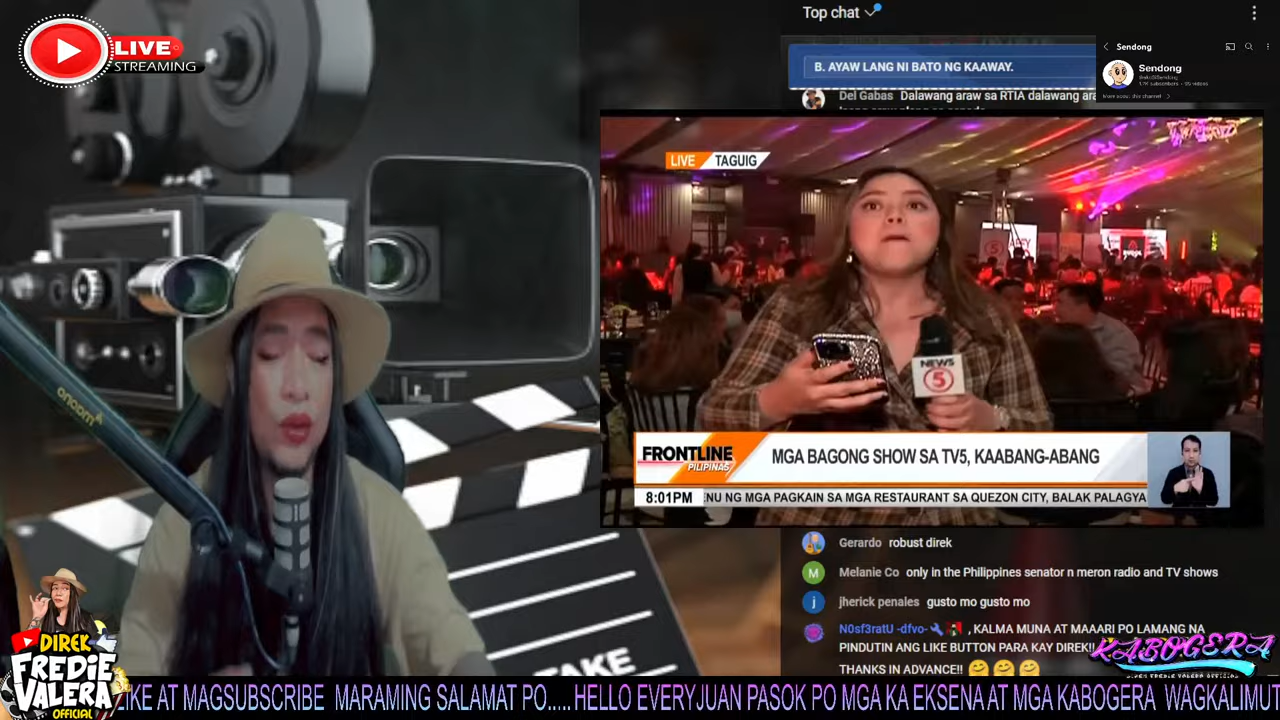 LIVE
STREAMING
Top chat
B. AYAW LANG NI BATO NG KAAWAY.
Sendong
Sendong
Del Gabas Dalawang araw sa RTIA dalawang ara
LIVE TAGUIG
5
NEWS
5
maono
FRONTLINE
PILIPINAS
MGA BAGONG SHOW SA TV5, KAABANG-ABANG
8:01PM ENU NG MGA PAGKAIN SA MGA RESTAURANT SA QUEZON CITY, BALAK PALAGYA
Gerardo robust direk
Melanie Co only in the Philippines senator n meron radio and TV shows
jherick penales gusto mo gusto mo
N0sf3ratU -dfvo- , KALMA MUNA AT MAAARI PO LAMANG NA
PINDUTIN ANG LIKE BUTTON PARA KAY DIREK!!
THANKS IN ADVANCE!!
KABOGERA
TAKE
DIREK
FREDIE
VALERA
OFFICIAL
IKE AT MAGSUBSCRIBE MARAMING SALAMAT PO.....HELLO EVERYJUAN PASOK PO MGA KA EKSENA AT MGA KABOGERA WAGKALIMUT